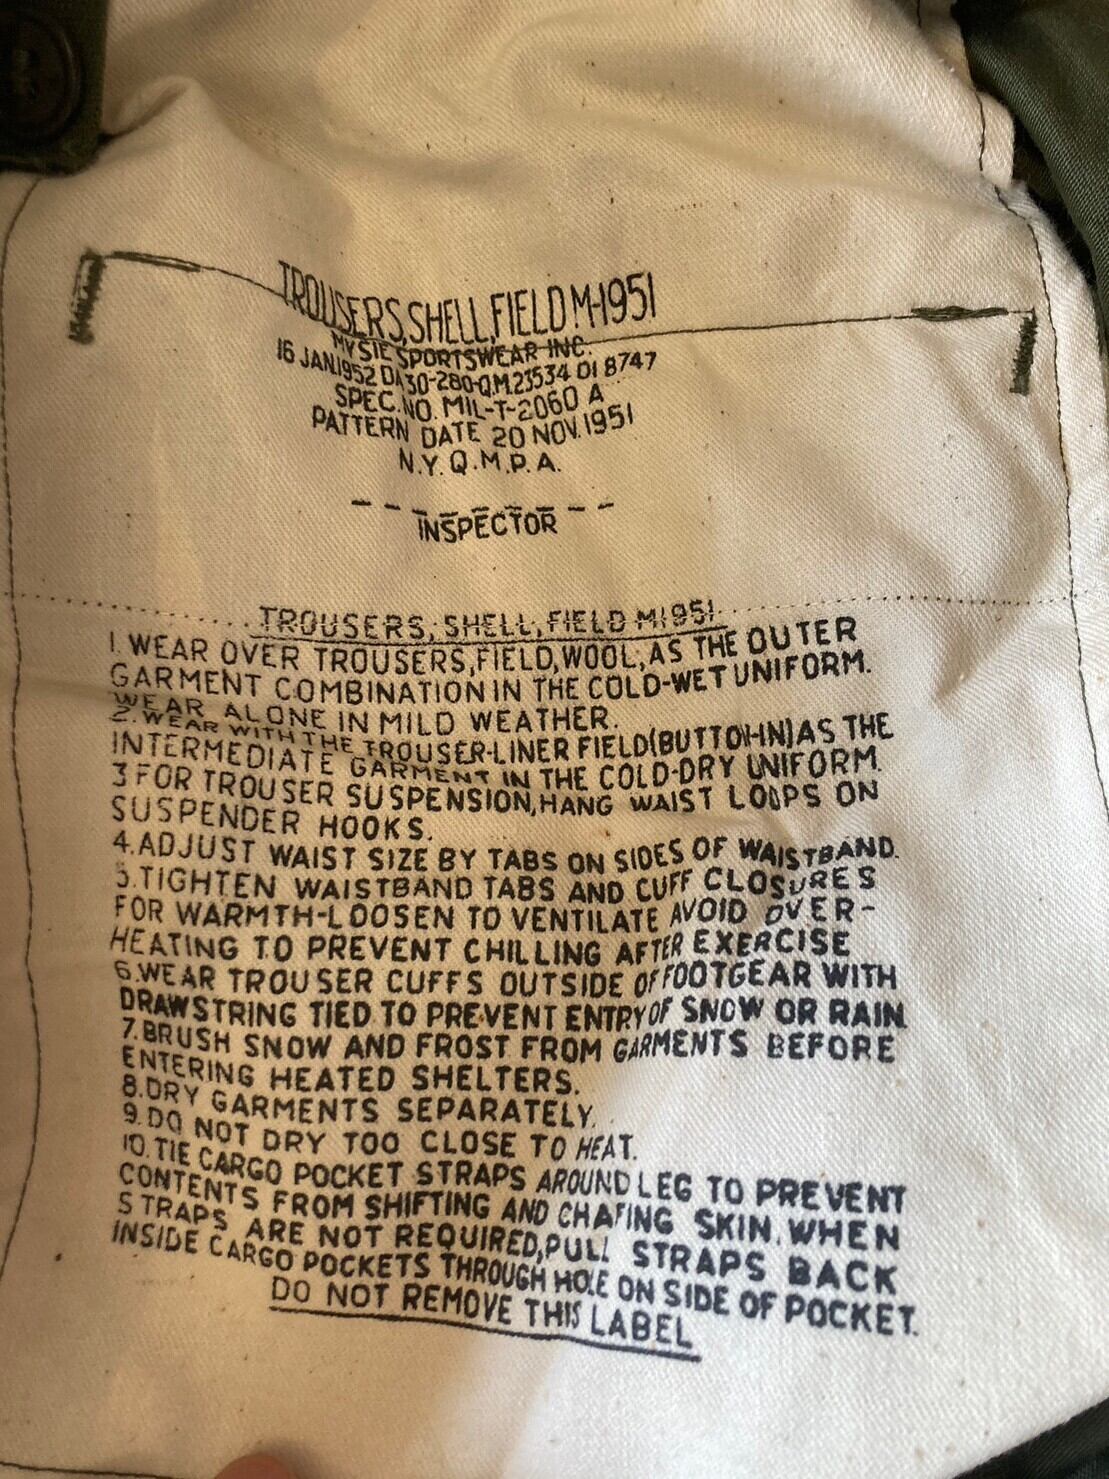 TROUSERS, SHELL, FIELD M-1951
MYSIE SPORTSWEAR INC.
16 JAN.1952 DA30-280-Q.M.23534 OI 8747
SPEC. NO. MIL-T-2060 A
PATTERN DATE 20 NOV. 1951
N.Y. Q.M.P.A.
INSPECTOR
TROUSERS, SHELL, FIELD M1951
1. WEAR OVER TROUSERS, FIELD, WOOL, AS THE OUTER
GARMENT COMBINATION IN THE COLD-WET UNIFORM.
WEAR ALONE IN MILD WEATHER.
2. WEAR WITH THE TROUSER-LINER FIELD(BUTTON-IN)AS THE
INTERMEDIATE GARMENT IN THE COLD-DRY UNIFORM.
3 FOR TROUSER SUSPENSION, HANG WAIST LOOPS ON
SUSPENDER HOOKS.
4. ADJUST WAIST SIZE BY TABS ON SIDES OF WAISTBAND.
5. TIGHTEN WAISTBAND TABS AND CUFF CLOSURES
FOR WARMTH-LOOSEN TO VENTILATE AVOID OVER-
HEATING TO PREVENT CHILLING AFTER EXERCISE
6. WEAR TROUSER CUFFS OUTSIDE OF FOOTGEAR WITH
DRAWSTRING TIED TO PREVENT ENTRY OF SNOW OR RAIN.
7. BRUSH SNOW AND FROST FROM GARMENTS BEFORE
ENTERING HEATED SHELTERS.
8. DRY GARMENTS SEPARATELY.
9. DO NOT DRY TOO CLOSE TO HEAT.
10. TIE CARGO POCKET STRAPS AROUND LEG TO PREVENT
CONTENTS FROM SHIFTING AND CHAFING SKIN. WHEN
STRAPS ARE NOT REQUIRED, PULL STRAPS BACK
INSIDE CARGO POCKETS THROUGH HOLE ON SIDE OF POCKET.
DO NOT REMOVE THIS LABEL